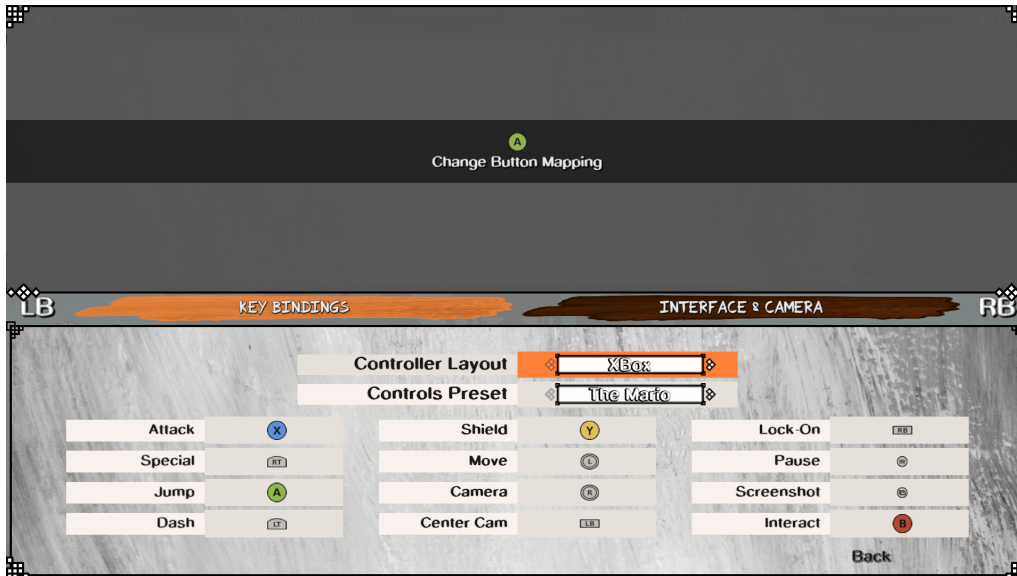 A
Change Button Mapping
LB KEY BINDINGS INTERFACE & CAMERA RB
Controller Layout XBox
Controls Preset The Mario
Attack X Shield Y Lock-On RB
Special RT Move L Pause
Jump A Camera R Screenshot
Dash LT Center Cam LB Interact B
Back